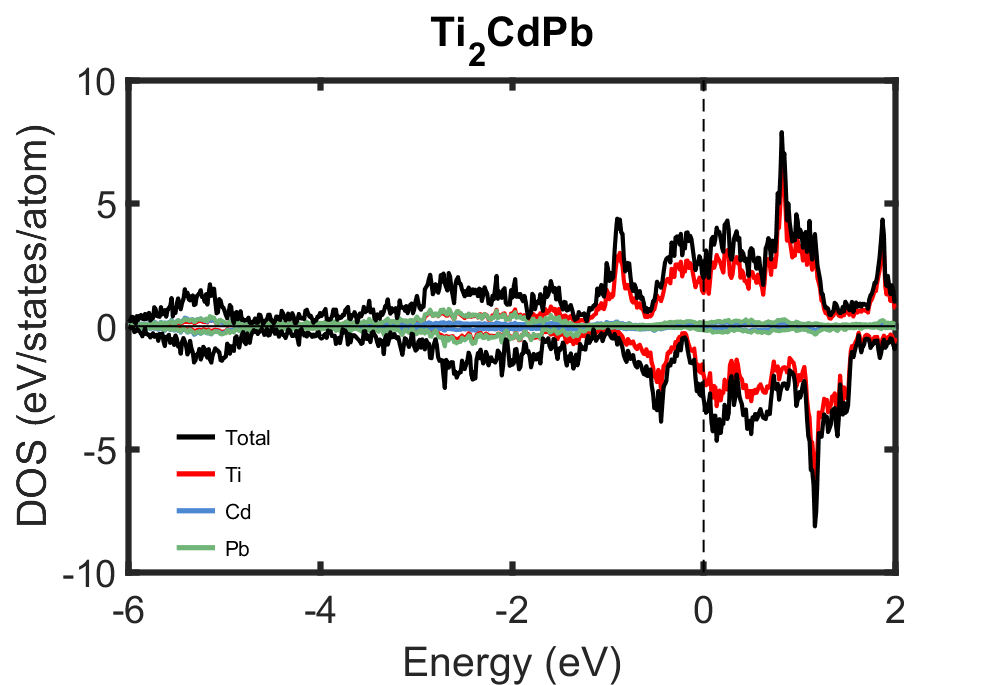 Ti₂CdPb
10
5
0
-5
-10
DOS (eV/states/atom)
Total
Ti
Cd
Pb
-6 -4 -2 0 2
Energy (eV)